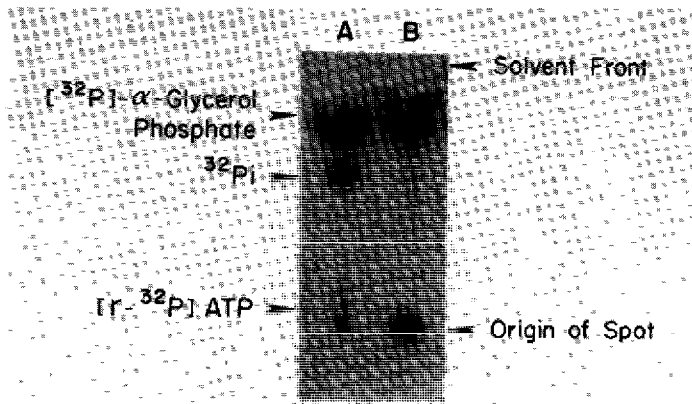 A B
Solvent Front
[³²P]-α-Glycerol
Phosphate
³²Pi
[r-³²P] ATP
Origin of Spot